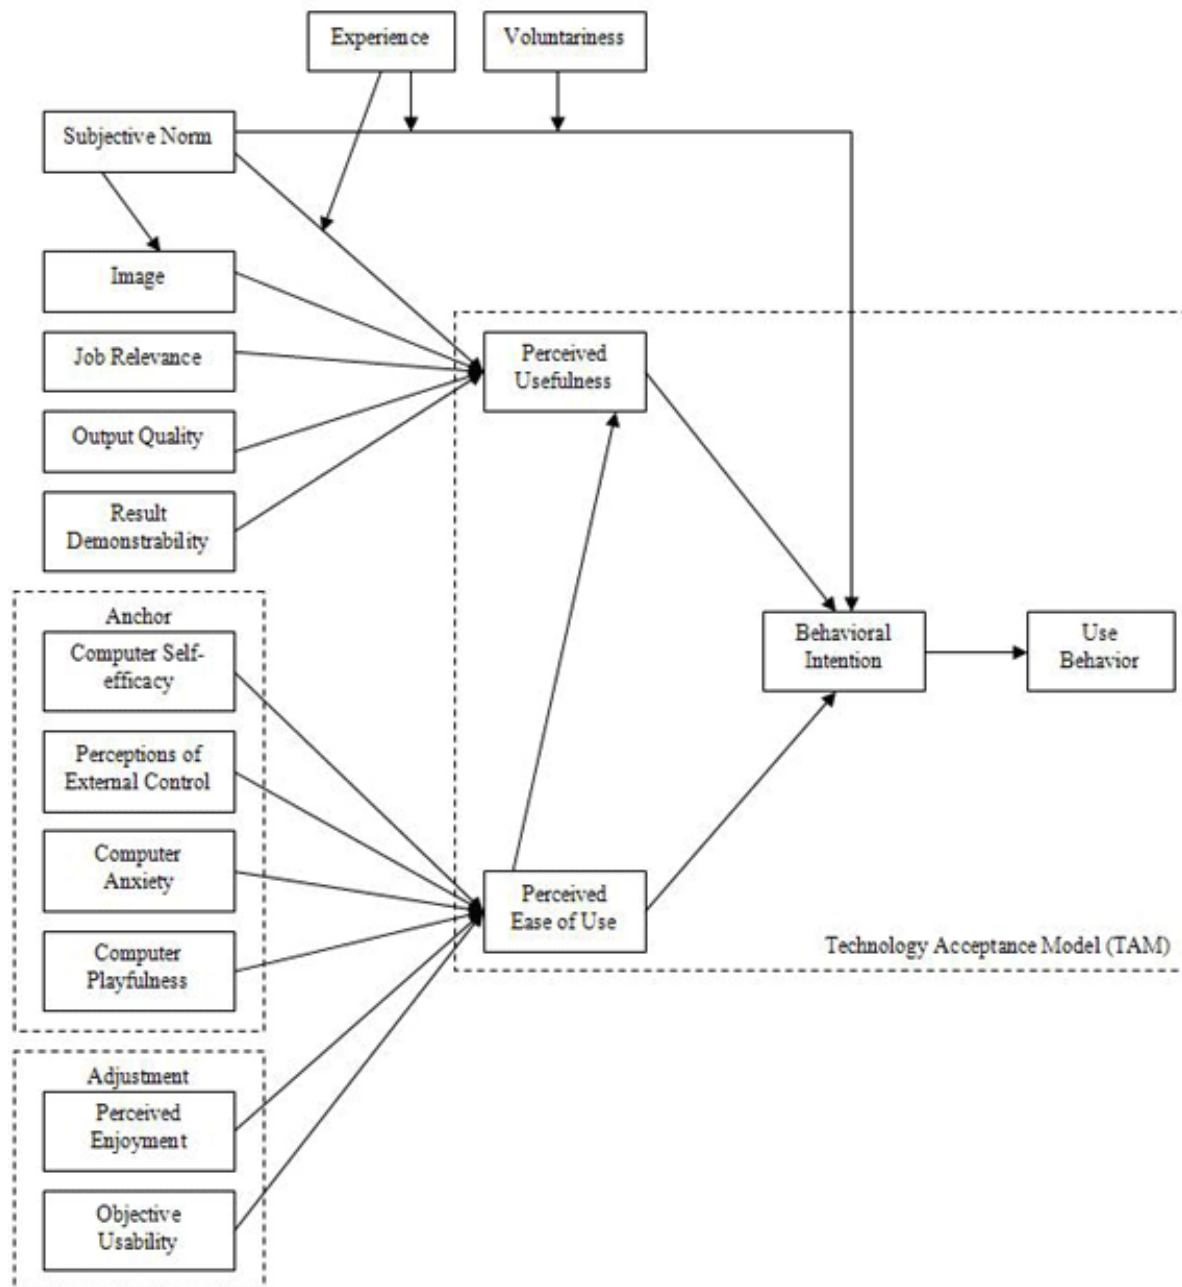 Experience
Voluntariness
Subjective Norm
Image
Job Relevance
Perceived
Usefulness
Output Quality
Result
Demonstrability
Anchor
Computer Self-
efficacy
Behavioral
Intention
Use
Behavior
Perceptions of
External Control
Computer
Anxiety
Perceived
Ease of Use
Computer
Playfulness
Technology Acceptance Model (TAM)
Adjustment
Perceived
Enjoyment
Objective
Usability